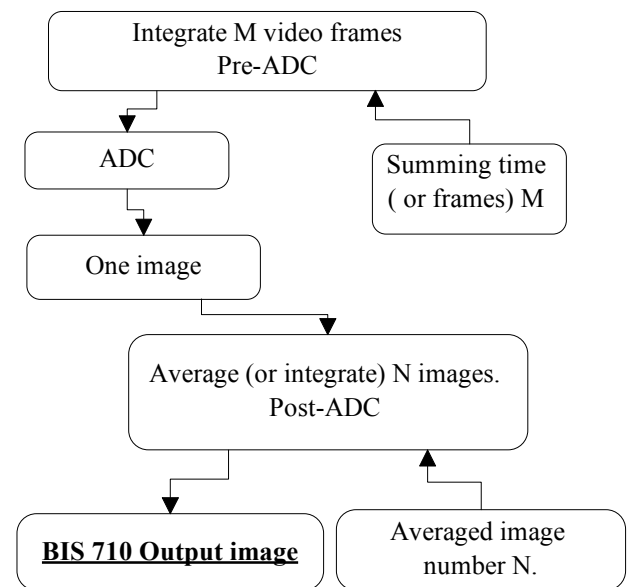 Integrate M video frames
Pre-ADC
ADC
Summing time
( or frames) M
One image
Average (or integrate) N images.
Post-ADC
BIS 710 Output image
Averaged image
number N.